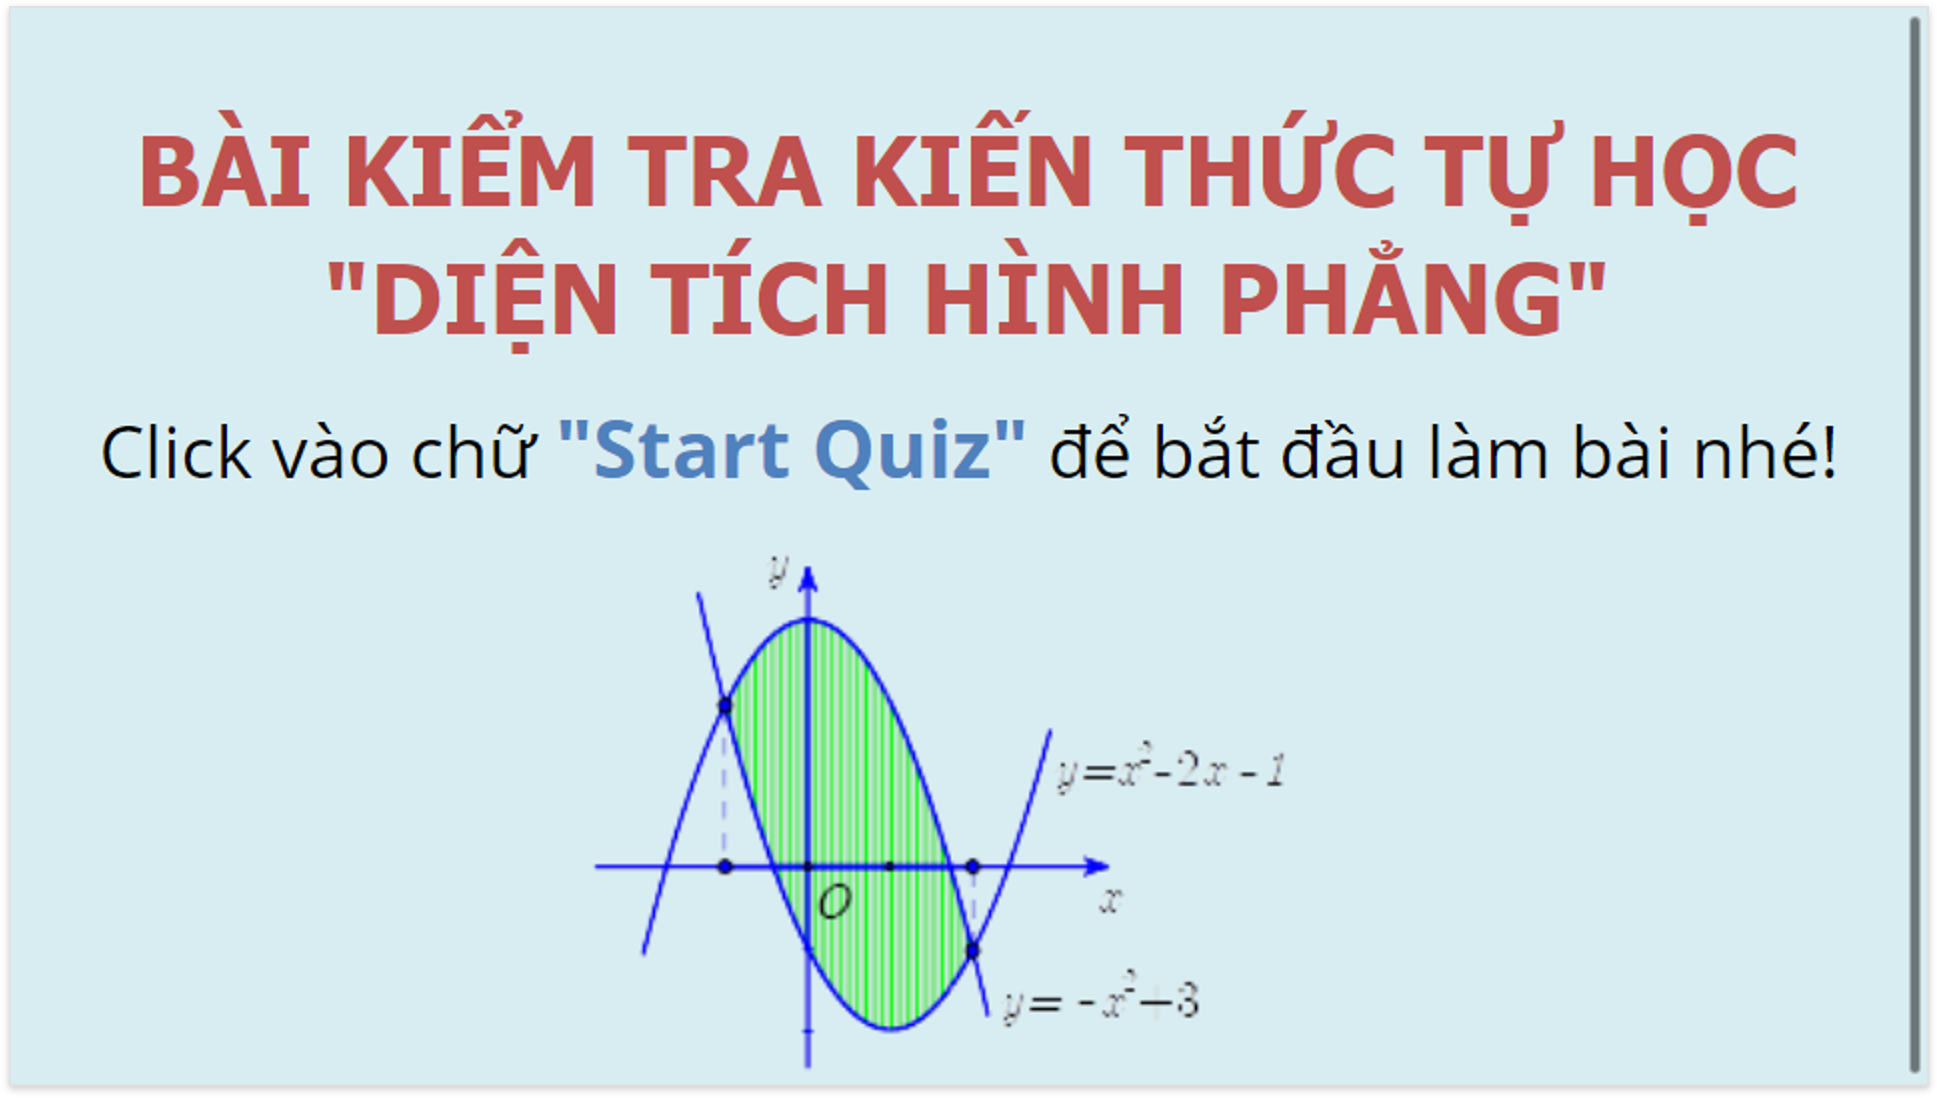 BÀI KIỂM TRA KIẾN THỨC TỰ HỌC
"DIỆN TÍCH HÌNH PHẲNG"
Click vào chữ "Start Quiz" để bắt đầu làm bài nhé!
y
y=x²-2x-1
O
x
y= -x²+3